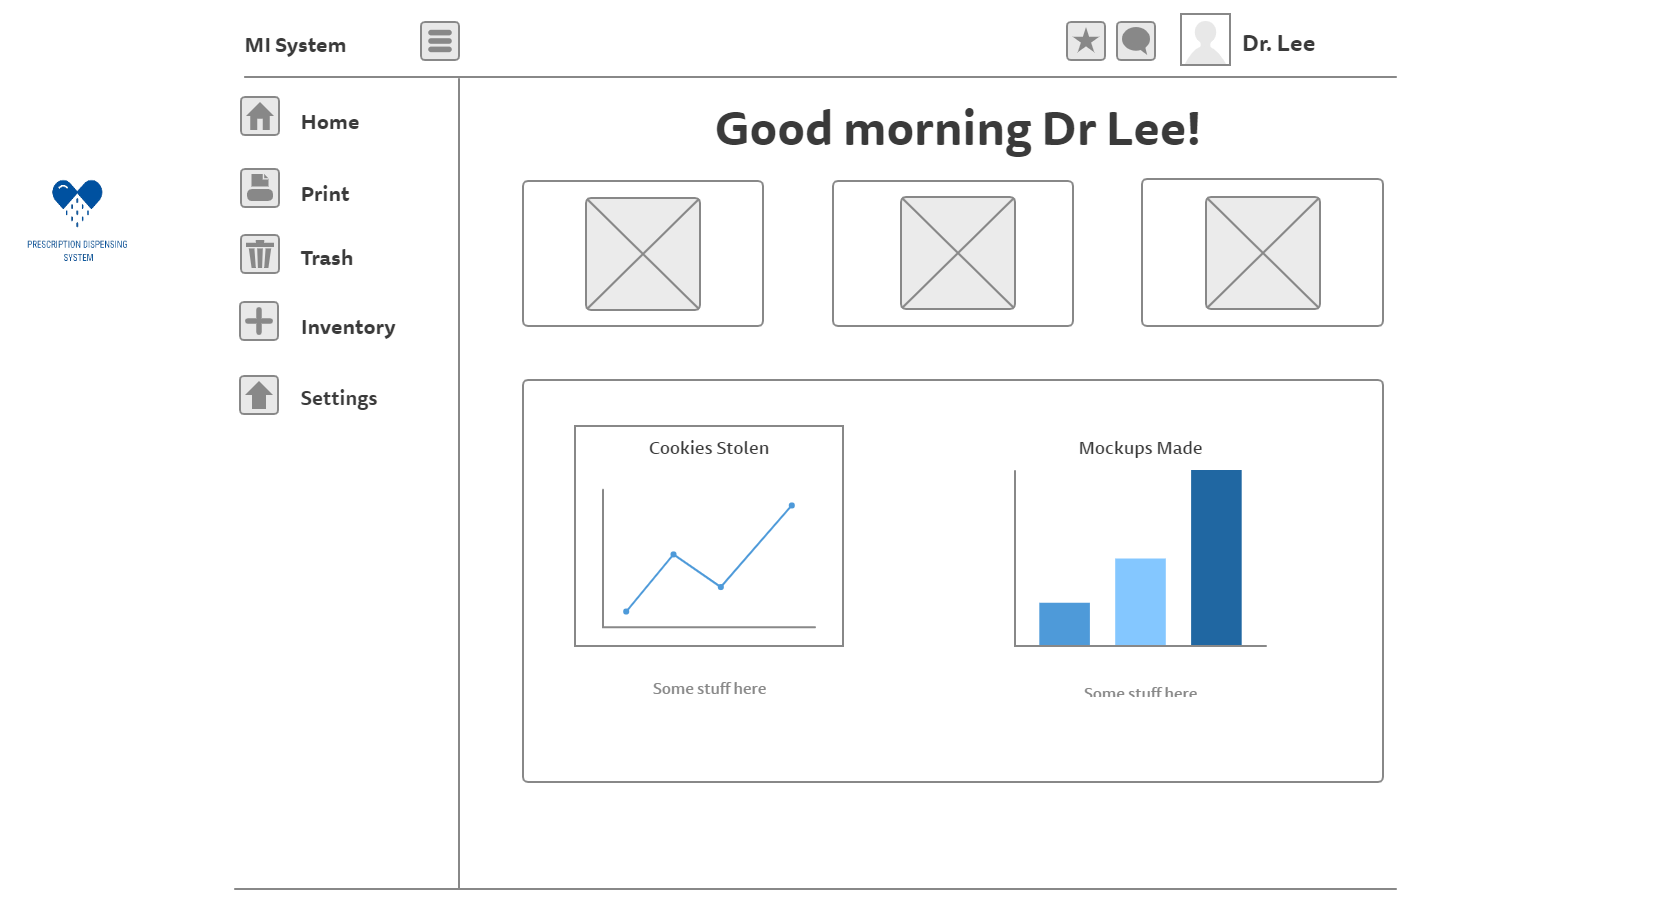 MI System
Dr. Lee
Home
Print
Trash
Inventory
Settings
PRESCRIPTION DISPENSING
SYSTEM
Good morning Dr Lee!
Cookies Stolen
Mockups Made
Some stuff here
Some stuff here